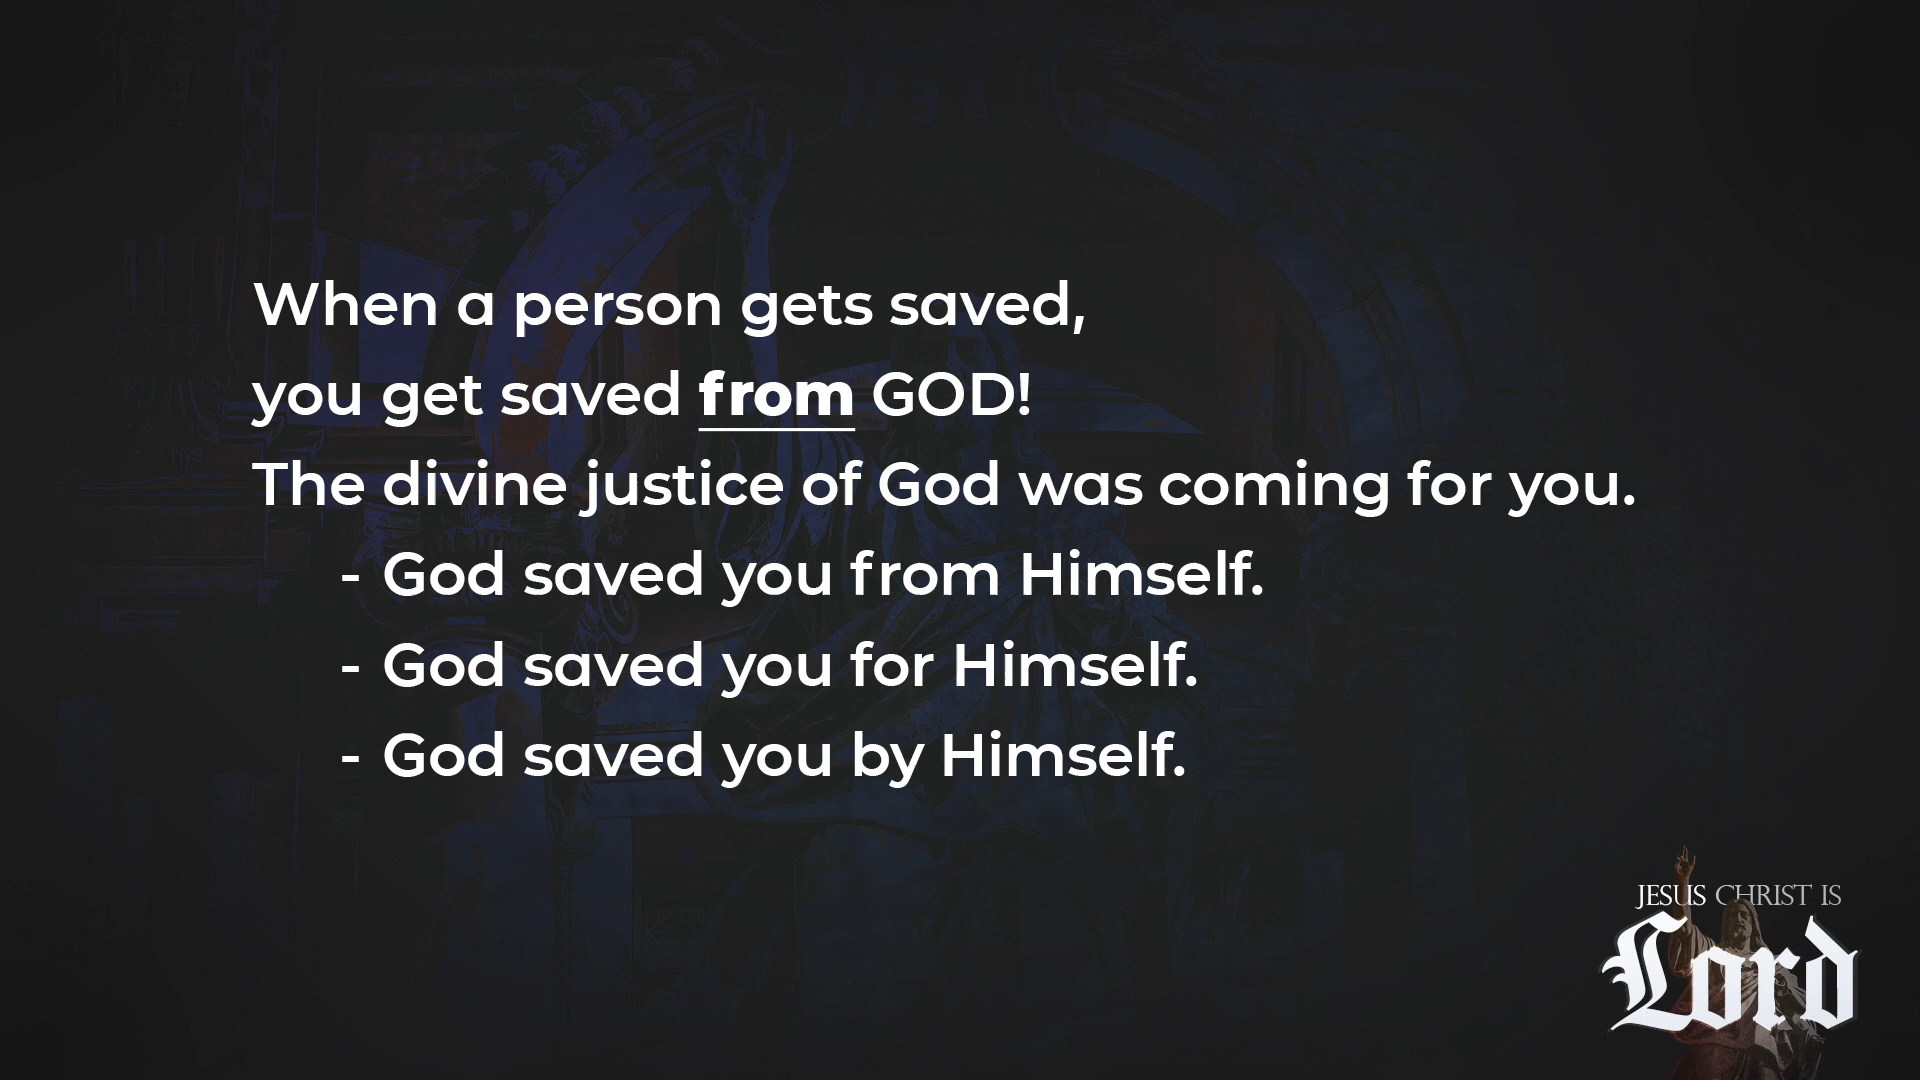 When a person gets saved,
you get saved from GOD!
The divine justice of God was coming for you.
- God saved you from Himself.
- God saved you for Himself.
- God saved you by Himself.
JESUS CHRIST IS
Lord